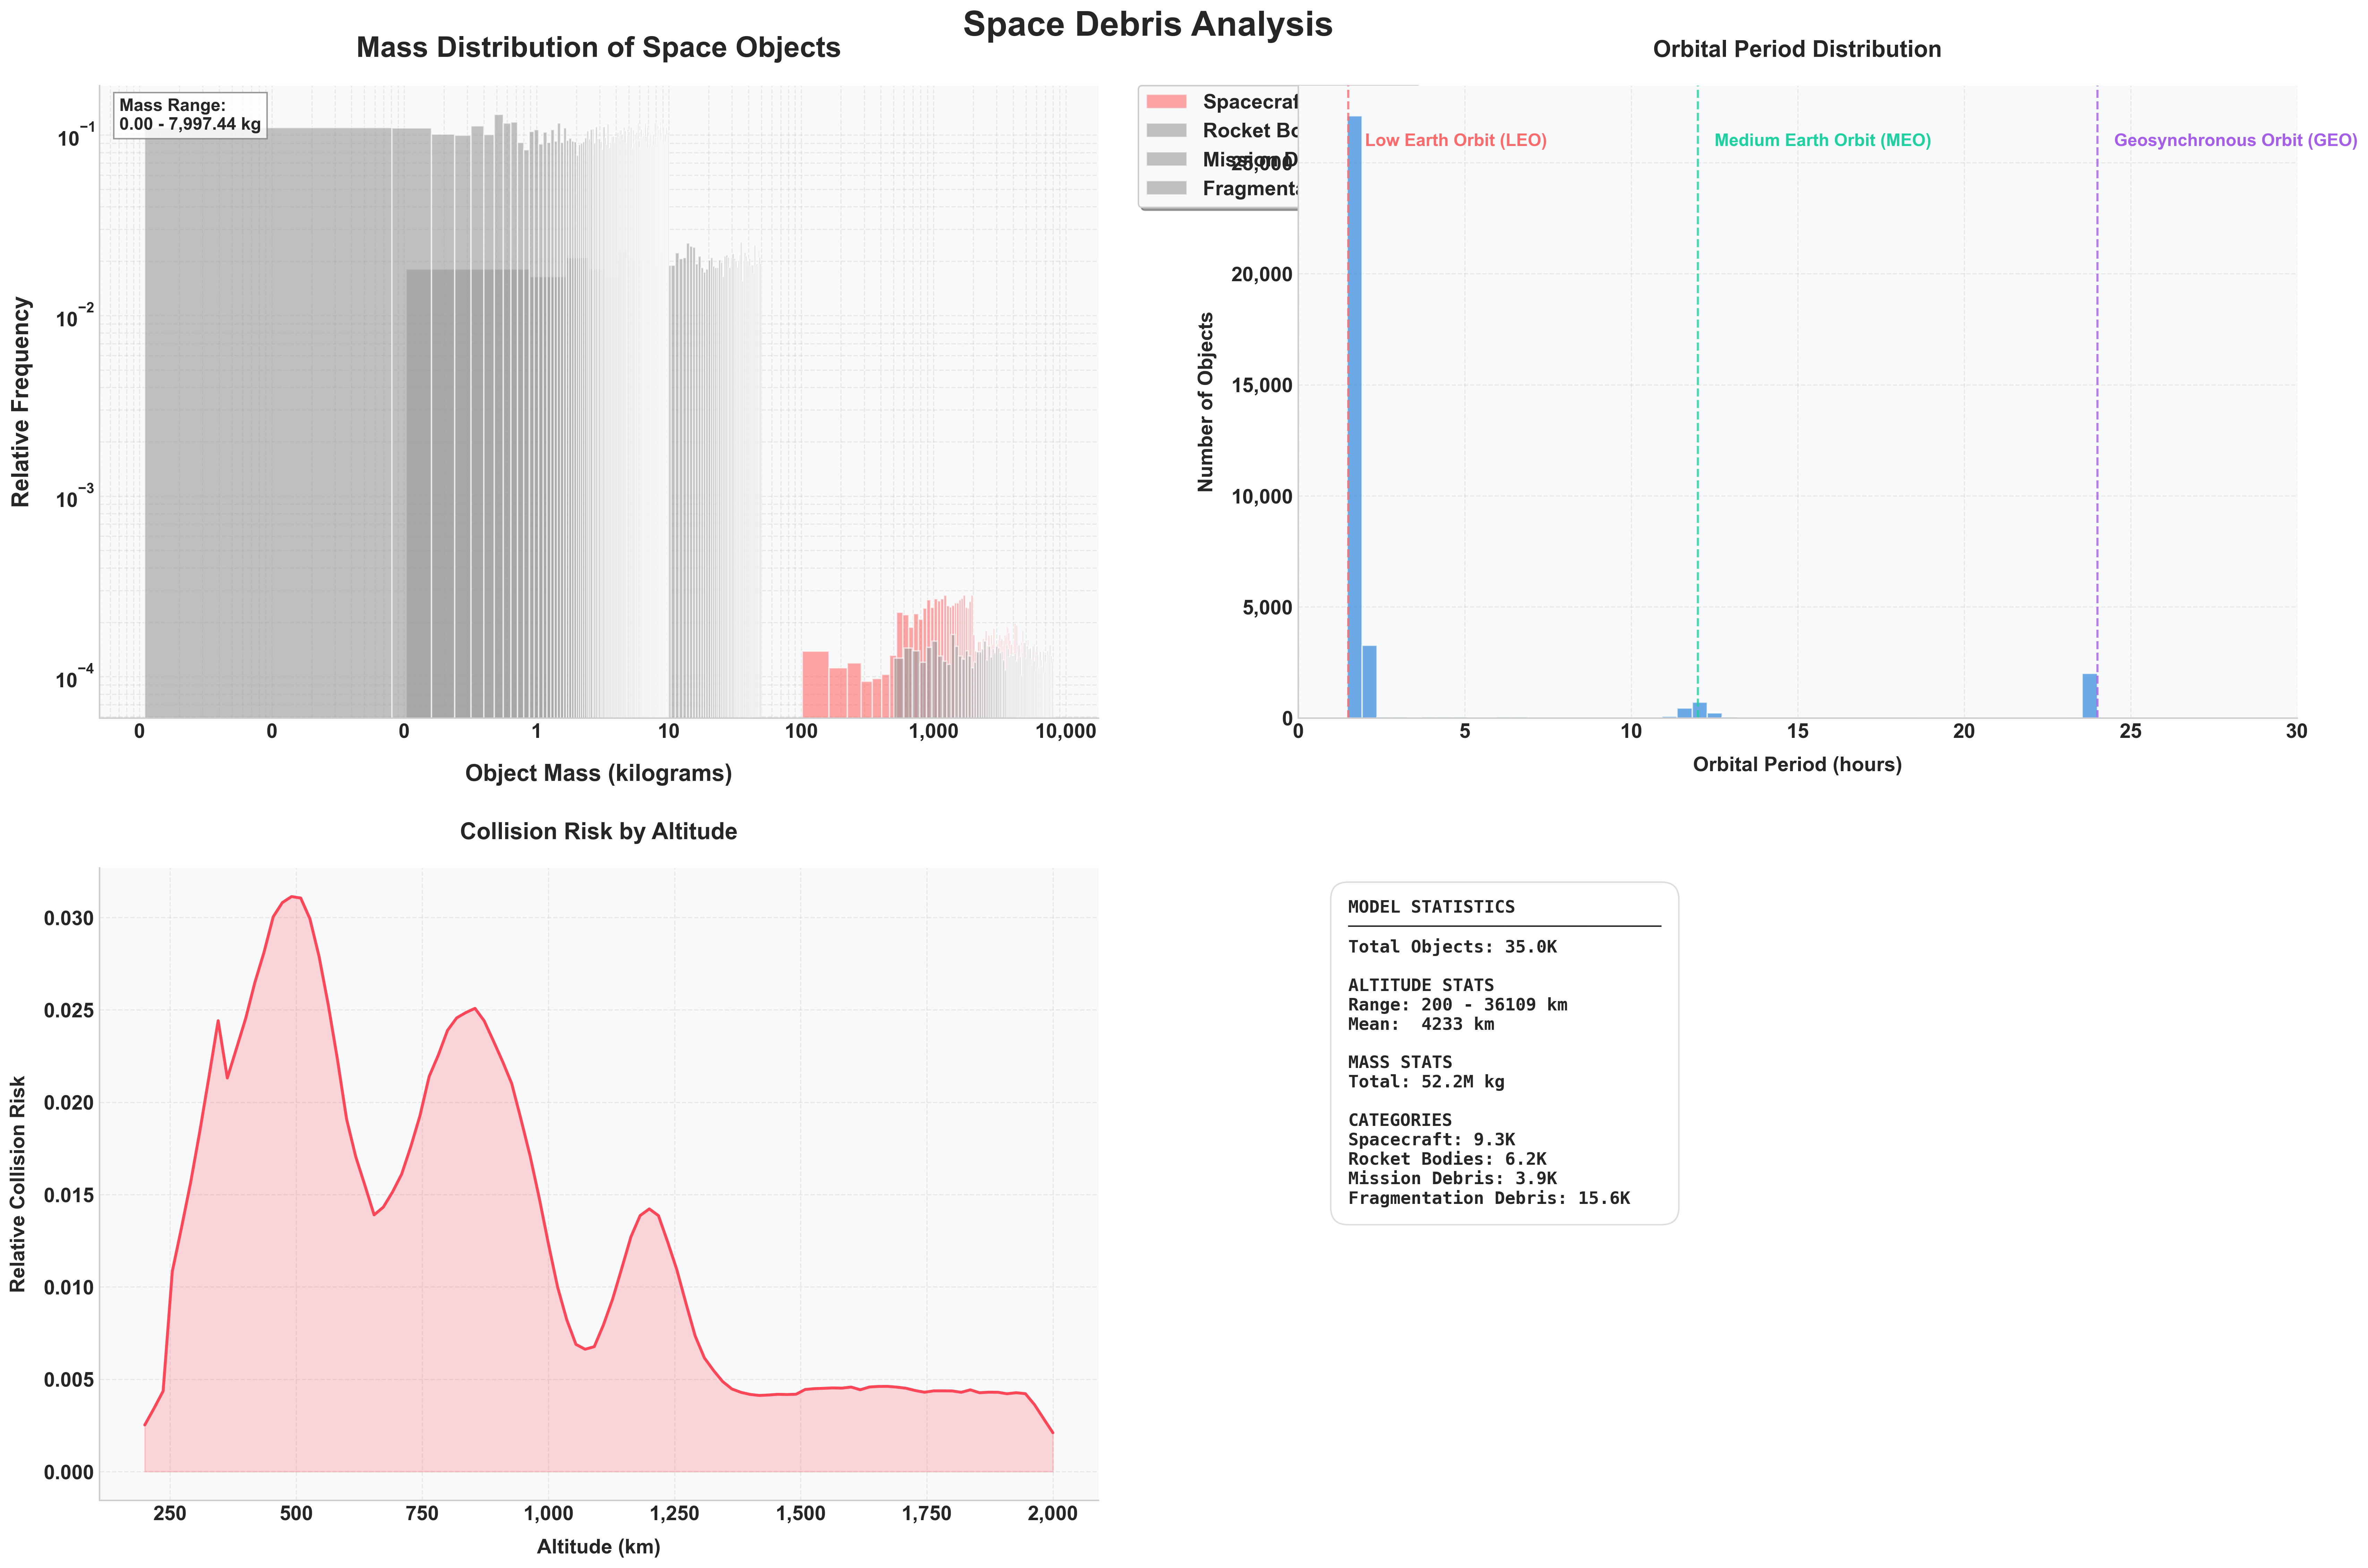 Space Debris Analysis
Mass Distribution of Space Objects
Mass Range:
0.00 - 7,997.44 kg
10⁻¹
10⁻²
10⁻³
10⁻⁴
Relative Frequency
0 0 0 1 10 100 1,000 10,000
Object Mass (kilograms)
Spacecraf
Rocket Bo
Mission D
Fragmenta
Orbital Period Distribution
Low Earth Orbit (LEO)
Medium Earth Orbit (MEO)
Geosynchronous Orbit (GEO)
25,000
20,000
15,000
10,000
5,000
0
Number of Objects
0 5 10 15 20 25 30
Orbital Period (hours)
Collision Risk by Altitude
0.030
0.025
0.020
0.015
0.010
0.005
0.000
Relative Collision Risk
250 500 750 1,000 1,250 1,500 1,750 2,000
Altitude (km)
MODEL STATISTICS
Total Objects: 35.0K
ALTITUDE STATS
Range: 200 - 36109 km
Mean:  4233 km
MASS STATS
Total: 52.2M kg
CATEGORIES
Spacecraft: 9.3K
Rocket Bodies: 6.2K
Mission Debris: 3.9K
Fragmentation Debris: 15.6K